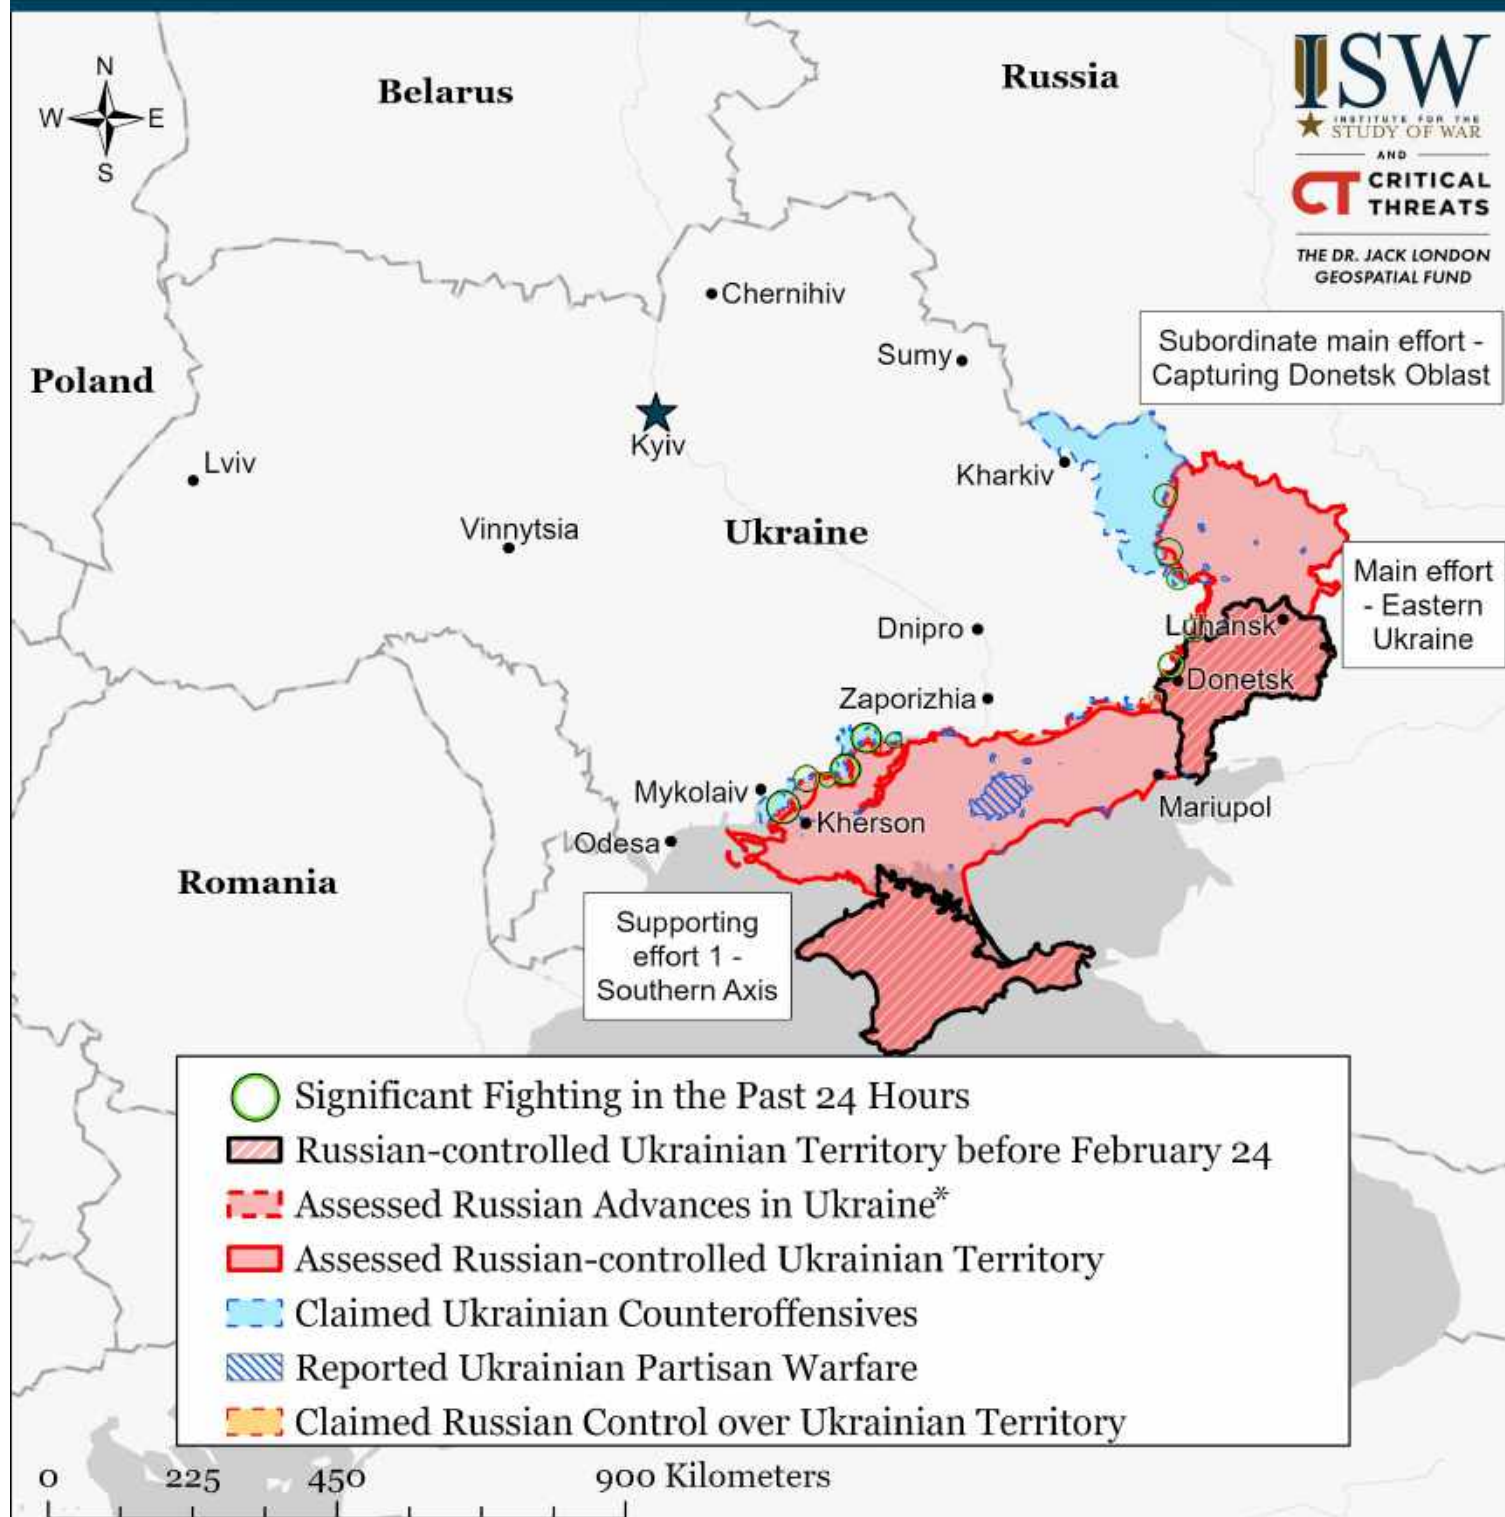 N
W E
S
Belarus
Russia
ISW
INSTITUTE FOR THE
STUDY OF WAR
AND
CT CRITICAL
THREATS
THE DR. JACK LONDON
GEOSPATIAL FUND
Chernihiv
Subordinate main effort -
Capturing Donetsk Oblast
Sumy
Poland
Kyiv
Lviv
Kharkiv
Vinnytsia
Ukraine
Main effort
- Eastern
Ukraine
Dnipro
Luhansk
Donetsk
Zaporizhia
Mykolaiv
Mariupol
Kherson
Odesa
Romania
Supporting
effort 1 -
Southern Axis
Significant Fighting in the Past 24 Hours
Russian-controlled Ukrainian Territory before February 24
Assessed Russian Advances in Ukraine*
Assessed Russian-controlled Ukrainian Territory
Claimed Ukrainian Counteroffensives
Reported Ukrainian Partisan Warfare
Claimed Russian Control over Ukrainian Territory
0 225 450 900 Kilometers